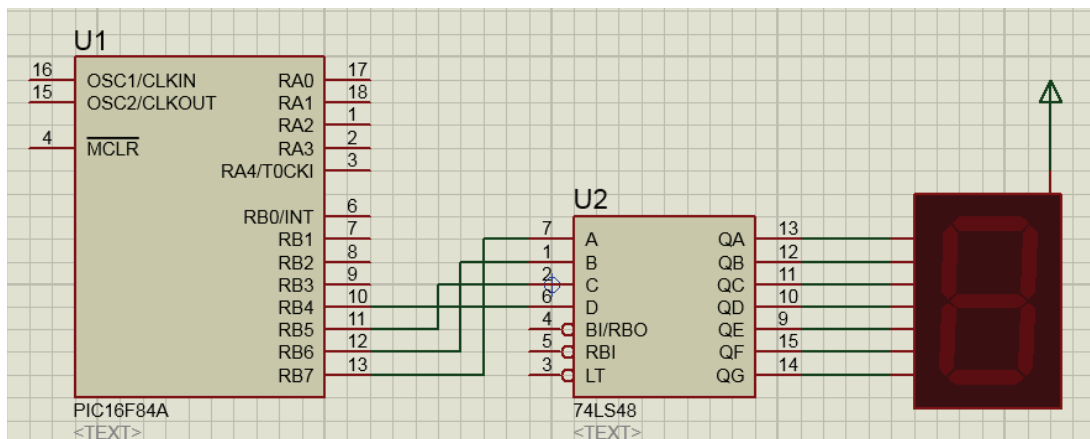 U1
16 OSC1/CLKIN RA0 17
15 OSC2/CLKOUT RA1 18
RA2 1
4 MCLR RA3 2
RA4/T0CKI 3
RB0/INT 6
RB1 7
RB2 8
RB3 9
RB4 10
RB5 11
RB6 12
RB7 13
PIC16F84A
<TEXT>
U2
7 A QA 13
1 B QB 12
2 C QC 11
6 D QD 10
4 BI/RBO QE 9
5 RBI QF 15
3 LT QG 14
74LS48
<TEXT>